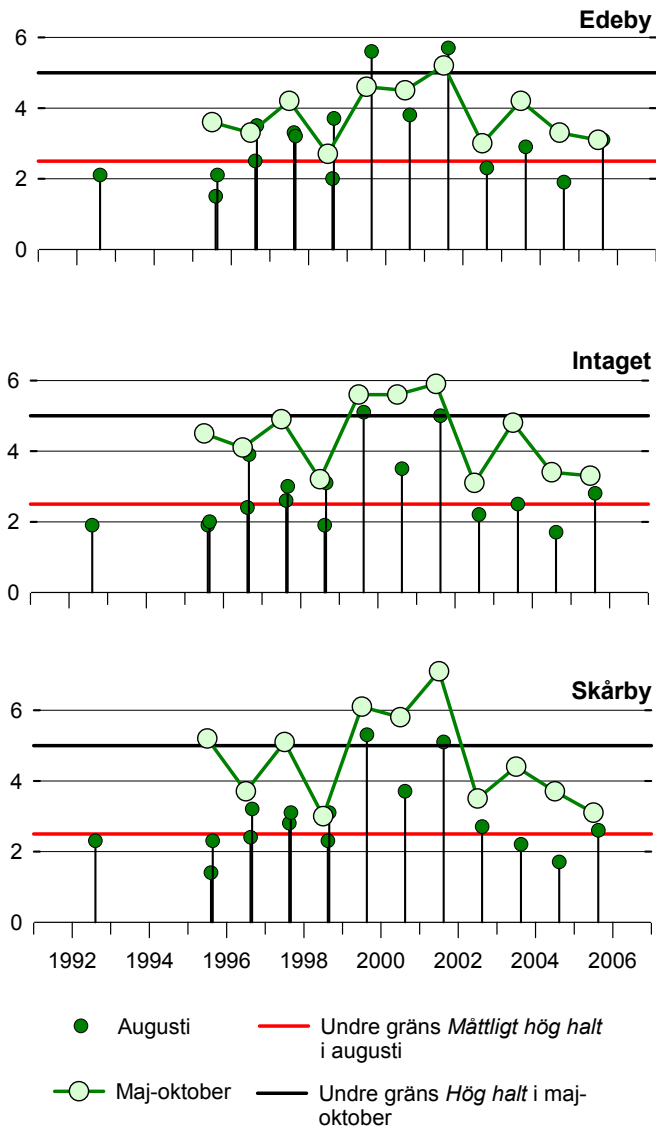 Edeby
6
4
2
0
Intaget
6
4
2
0
Skårby
6
4
2
0
1992 1994 1996 1998 2000 2002 2004 2006
Augusti Undre gräns Måttligt hög halt
i augusti
Maj-oktober Undre gräns Hög halt i maj-
oktober